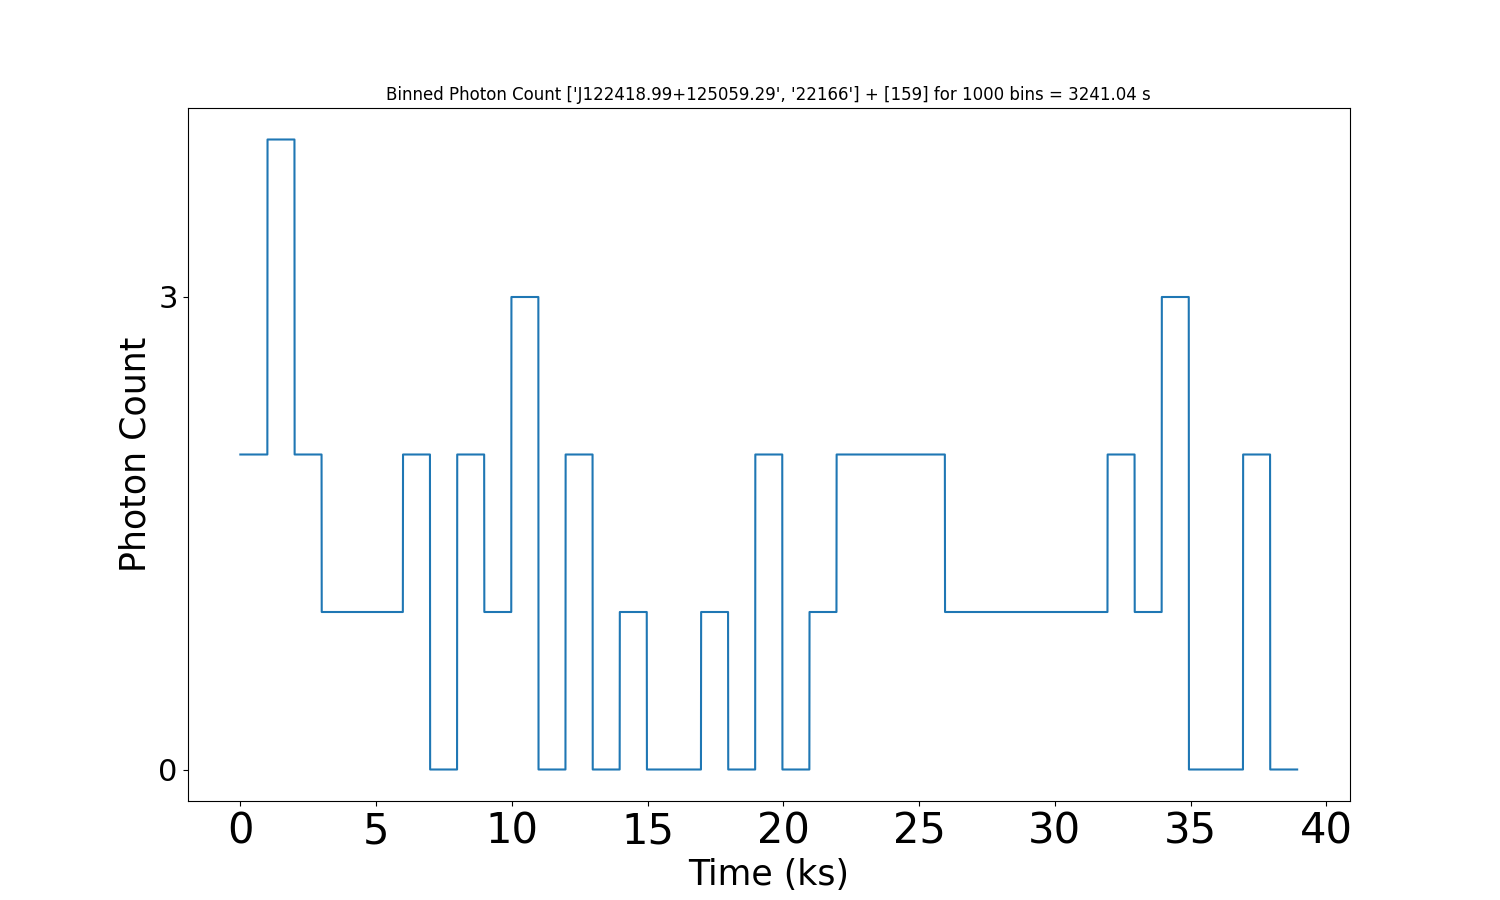 Binned Photon Count ['J122418.99+125059.29', '22166'] + [159] for 1000 bins = 3241.04 s
3
0
Photon Count
0 5 10 15 20 25 30 35 40
Time (ks)